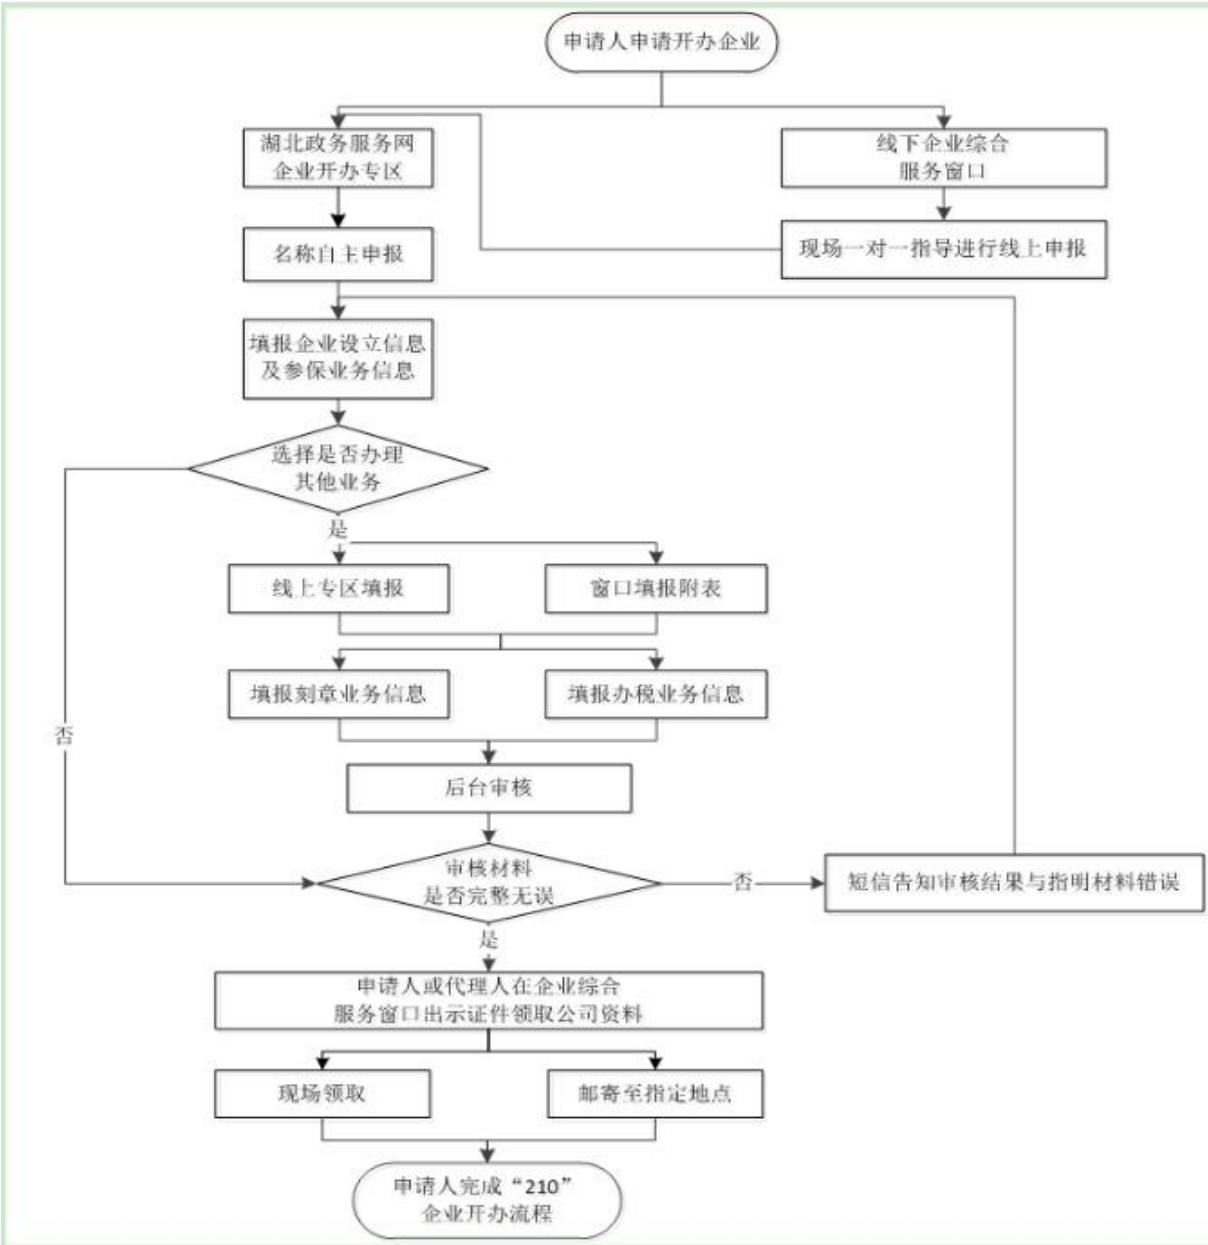 申请人申请开办企业
湖北政务服务网
企业开办专区
线下企业综合
服务窗口
名称自主申报
现场一对一指导进行线上申报
填报企业设立信息
及参保业务信息
选择是否办理
其他业务
是
线上专区填报
窗口填报附表
填报刻章业务信息
填报办税业务信息
否
后台审核
审核材料
是否完整无误
否
短信告知审核结果与指明材料错误
是
申请人或代理人在企业综合
服务窗口出示证件领取公司资料
现场领取
邮寄至指定地点
申请人完成“210”
企业开办流程